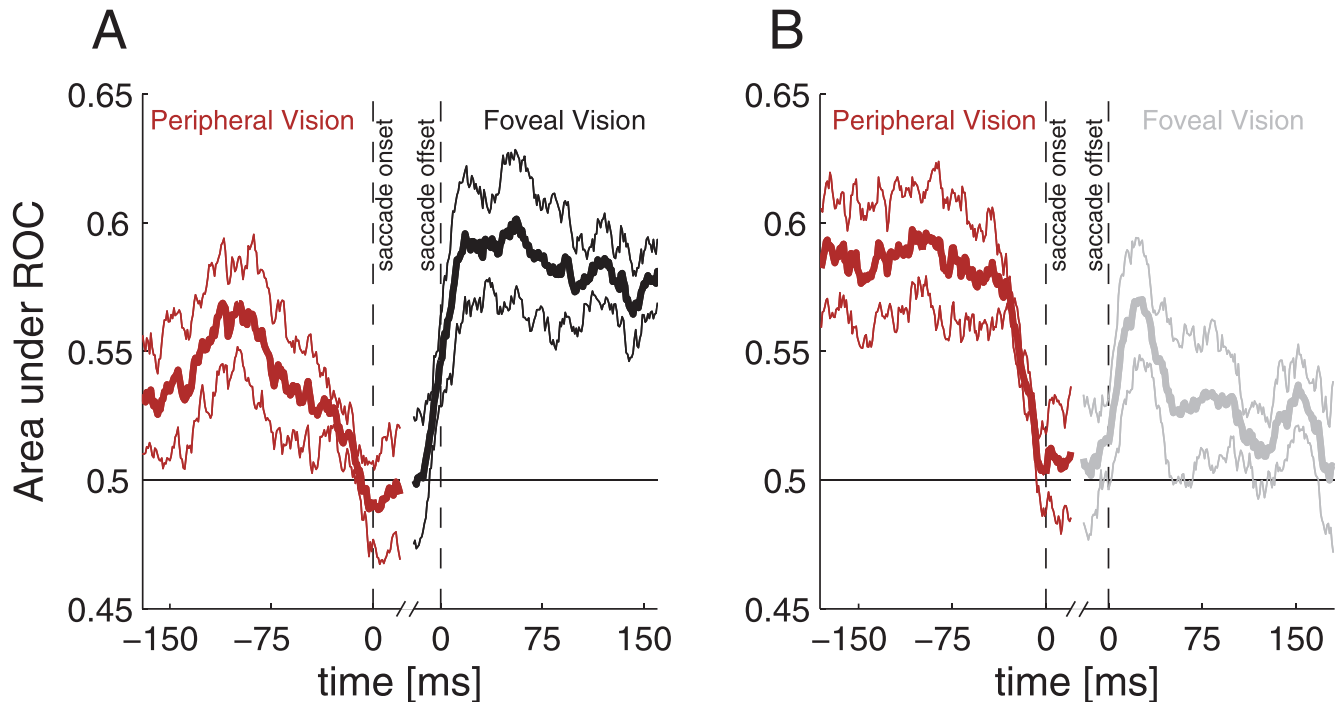 A
B
0.65
0.6
0.55
0.5
0.45
Area under ROC
Peripheral Vision
saccade onset
saccade offset
Foveal Vision
−150
−75
0
0
75
150
time [ms]
0.65
0.6
0.55
0.5
0.45
Peripheral Vision
saccade onset
saccade offset
Foveal Vision
−150
−75
0
0
75
150
time [ms]